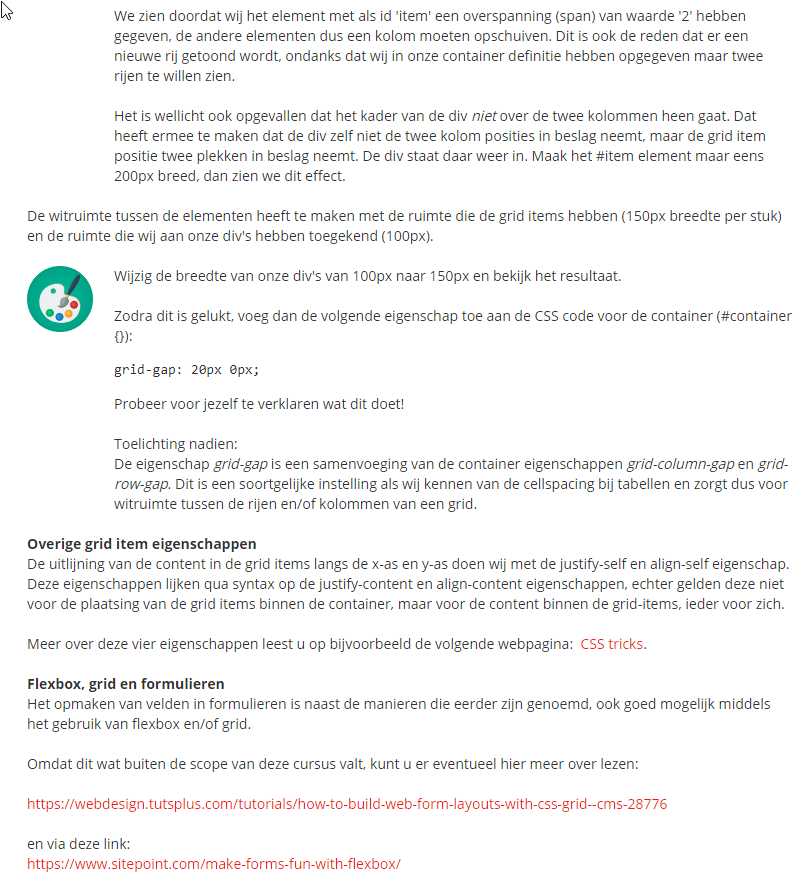 We zien doordat wij het element met als id 'item' een overspanning (span) van waarde '2' hebben
gegeven, de andere elementen dus een kolom moeten opschuiven. Dit is ook de reden dat er een
nieuwe rij getoond wordt, ondanks dat wij in onze container definitie hebben opgegeven maar twee
rijen te willen zien.
Het is wellicht ook opgevallen dat het kader van de div niet over de twee kolommen heen gaat. Dat
heeft ermee te maken dat de div zelf niet de twee kolom posities in beslag neemt, maar de grid item
positie twee plekken in beslag neemt. De div staat daar weer in. Maak het #item element maar eens
200px breed, dan zien we dit effect.
De witruimte tussen de elementen heeft te maken met de ruimte die de grid items hebben (150px breedte per stuk)
en de ruimte die wij aan onze div's hebben toegekend (100px).
Wijzig de breedte van onze div's van 100px naar 150px en bekijk het resultaat.
Zodra dit is gelukt, voeg dan de volgende eigenschap toe aan de CSS code voor de container (#container
{}):
grid-gap: 20px 0px;
Probeer voor jezelf te verklaren wat dit doet!
Toelichting nadien:
De eigenschap grid-gap is een samenvoeging van de container eigenschappen grid-column-gap en grid-
row-gap. Dit is een soortgelijke instelling als wij kennen van de cellspacing bij tabellen en zorgt dus voor
witruimte tussen de rijen en/of kolommen van een grid.
Overige grid item eigenschappen
De uitlijning van de content in de grid items langs de x-as en y-as doen wij met de justify-self en align-self eigenschap.
Deze eigenschappen lijken qua syntax op de justify-content en align-content eigenschappen, echter gelden deze niet
voor de plaatsing van de grid items binnen de container, maar voor de content binnen de grid-items, ieder voor zich.
Meer over deze vier eigenschappen leest u op bijvoorbeeld de volgende webpagina: CSS tricks.
Flexbox, grid en formulieren
Het opmaken van velden in formulieren is naast de manieren die eerder zijn genoemd, ook goed mogelijk middels
het gebruik van flexbox en/of grid.
Omdat dit wat buiten de scope van deze cursus valt, kunt u er eventueel hier meer over lezen:
https://webdesign.tutsplus.com/tutorials/how-to-build-web-form-layouts-with-css-grid--cms-28776
en via deze link:
https://www.sitepoint.com/make-forms-fun-with-flexbox/